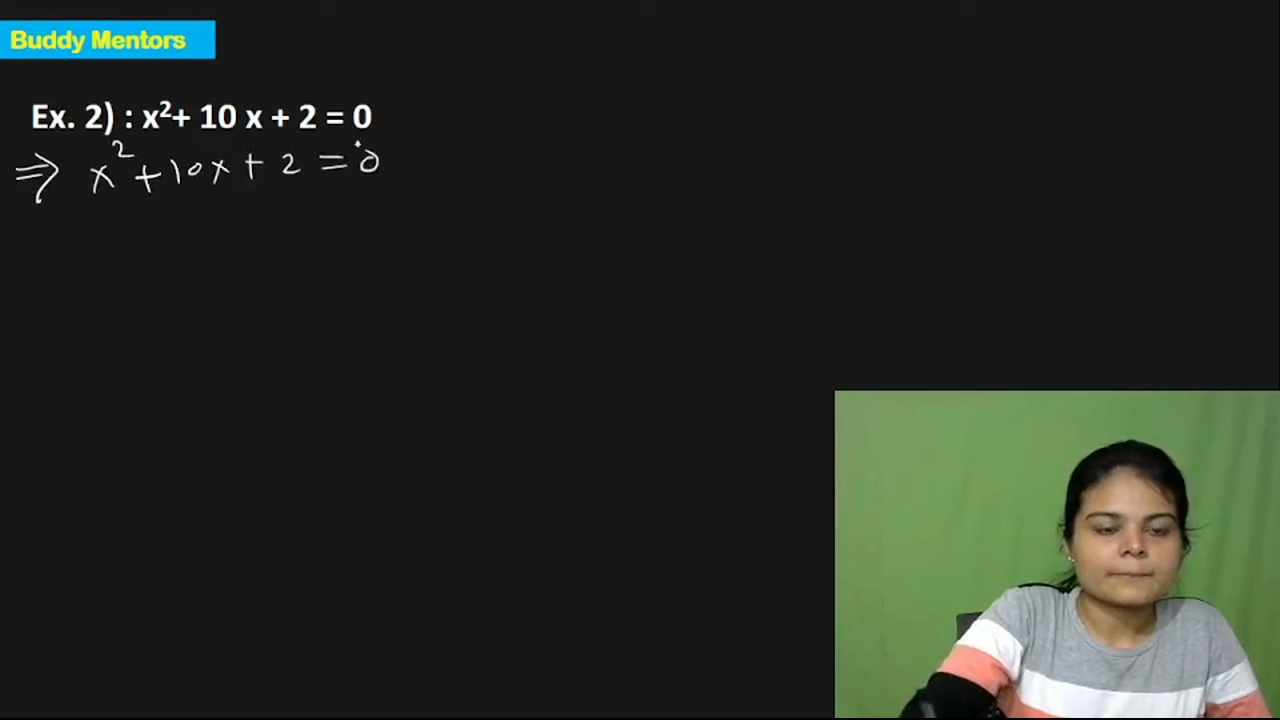 Buddy Mentors
Ex. 2) : x²+ 10 x + 2 = 0
⇒ x² + 10x + 2 = 0